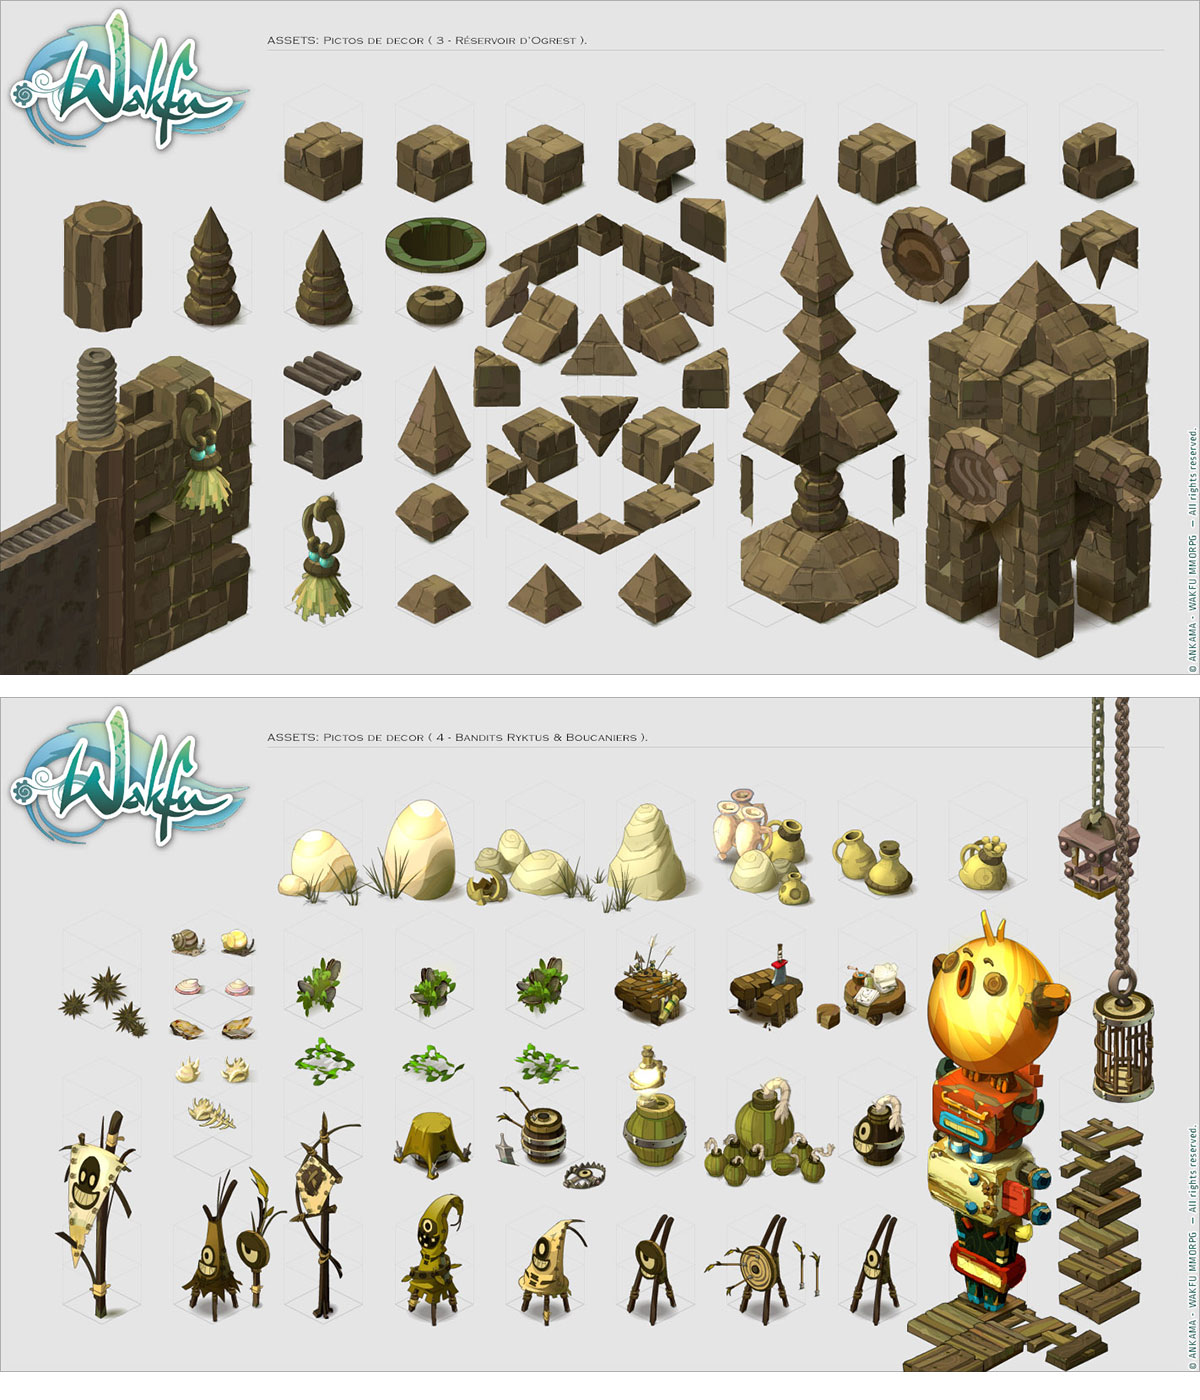 Wakfu
ASSETS: Pictos de decor ( 3 - Réservoir d'Ogrest ).
© ANKAMA - WAKFU MMORPG – All rights reserved.
Wakfu
ASSETS: Pictos de decor ( 4 - Bandits Ryktus & Boucaniers ).
© ANKAMA - WAKFU MMORPG – All rights reserved.